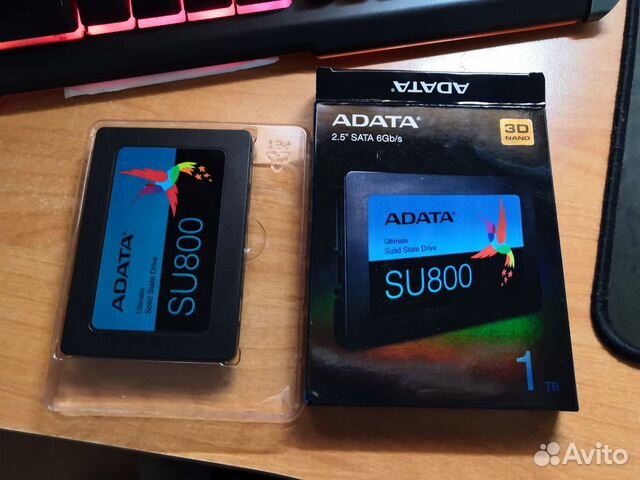 ADATA
ADATA
2.5" SATA 6Gb/s
3D
NAND
ADATA
Ultimate
Solid State Drive
SU800
1
TB
ADATA
Ultimate
Solid State Drive
SU800
Avito